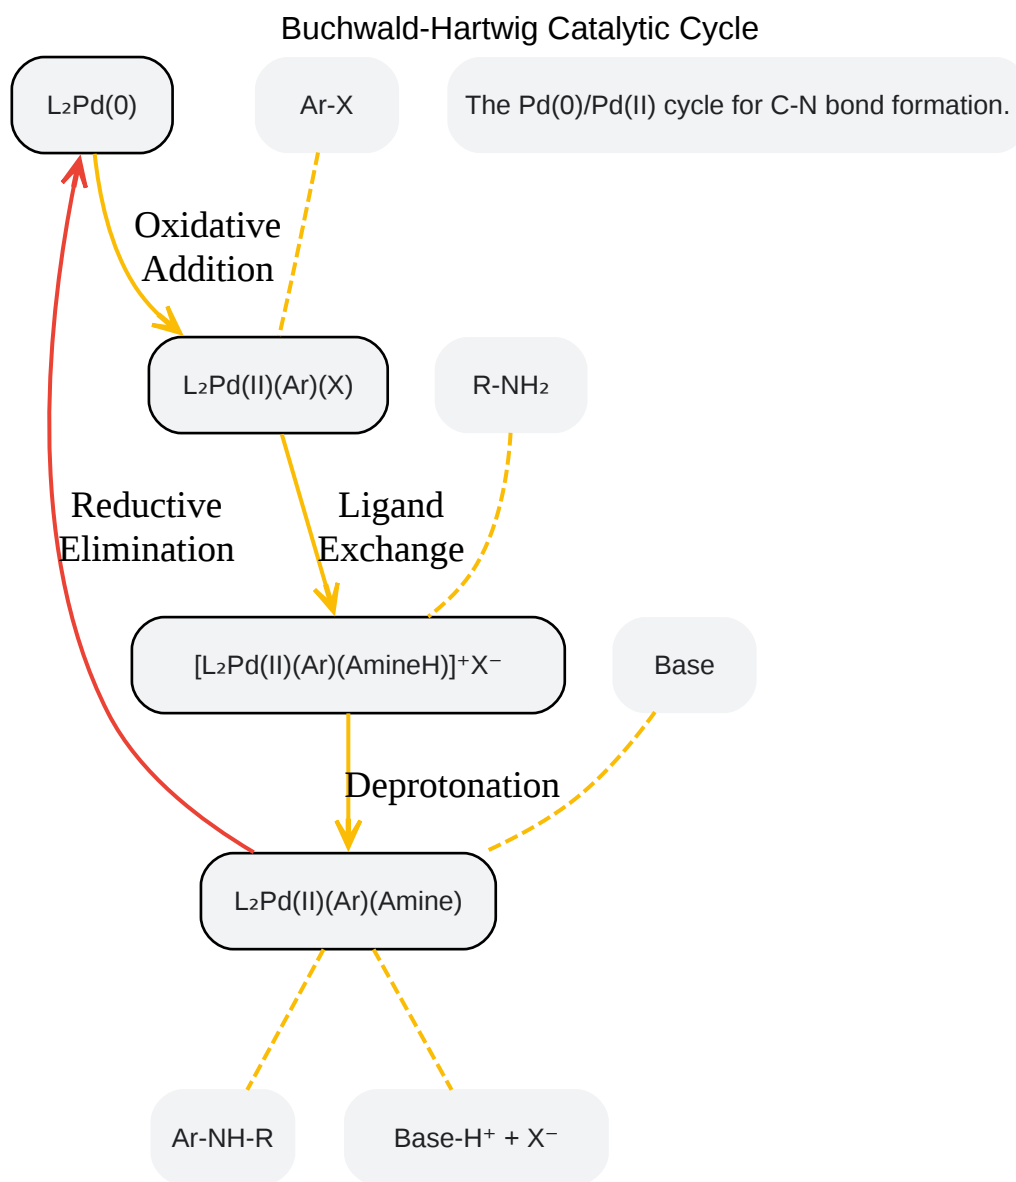 Buchwald-Hartwig Catalytic Cycle
L₂Pd(0)
Ar-X
The Pd(0)/Pd(II) cycle for C-N bond formation.
Oxidative
Addition
L₂Pd(II)(Ar)(X)
R-NH₂
Reductive
Elimination
Ligand
Exchange
[L₂Pd(II)(Ar)(AmineH)]⁺X⁻
Base
Deprotonation
L₂Pd(II)(Ar)(Amine)
Ar-NH-R
Base-H⁺ + X⁻